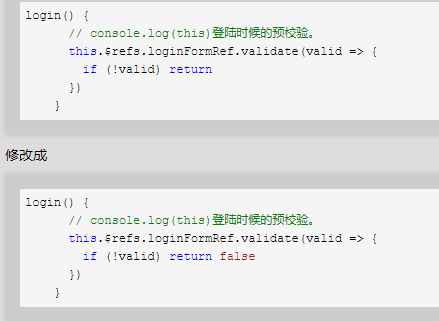 login() {
      // console.log(this)登陆时候的预校验。
      this.$refs.loginFormRef.validate(valid => {
        if (!valid) return
      })
    }
修改成
login() {
      // console.log(this)登陆时候的预校验。
      this.$refs.loginFormRef.validate(valid => {
        if (!valid) return false
      })
    }